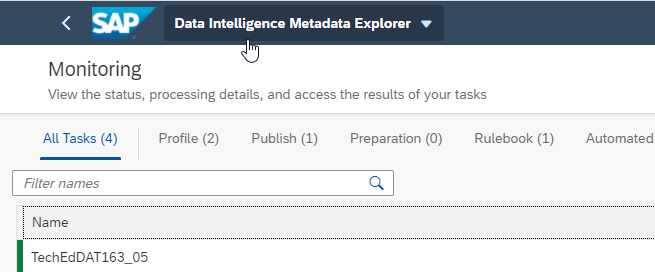 SAP Data Intelligence Metadata Explorer
Monitoring
View the status, processing details, and access the results of your tasks
All Tasks (4) Profile (2) Publish (1) Preparation (0) Rulebook (1) Automated
Filter names
Name
TechEdDAT163_05